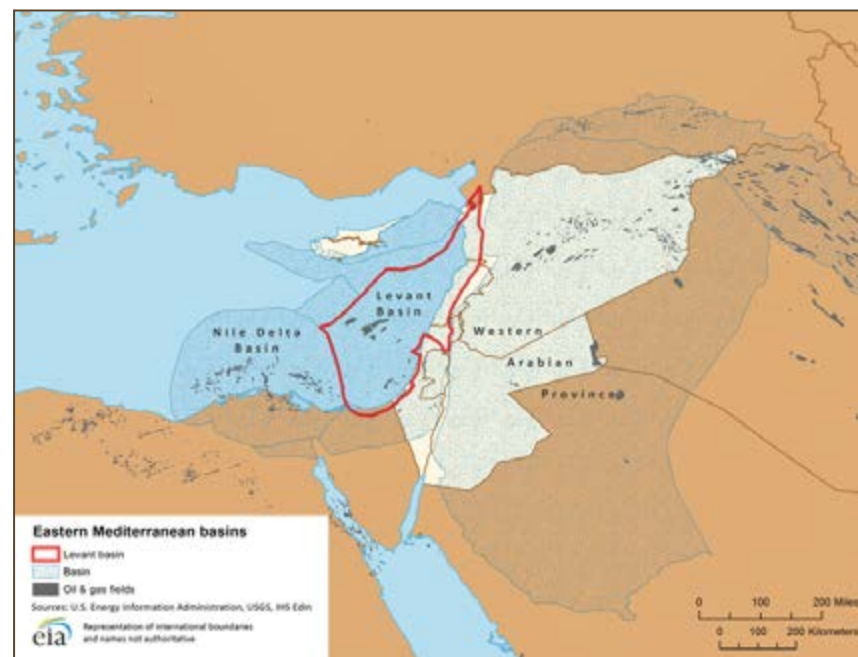 Nile Delta
Basin
Levant
Basin
Western
Arabian
Province
Eastern Mediterranean basins
Levant basin
Basin
Oil & gas fields
Sources: U.S. Energy Information Administration, USGS, IHS Edin
eia
Representation of international boundaries
and names not authoritative
0 100 200 Miles
0 100 200 Kilometers